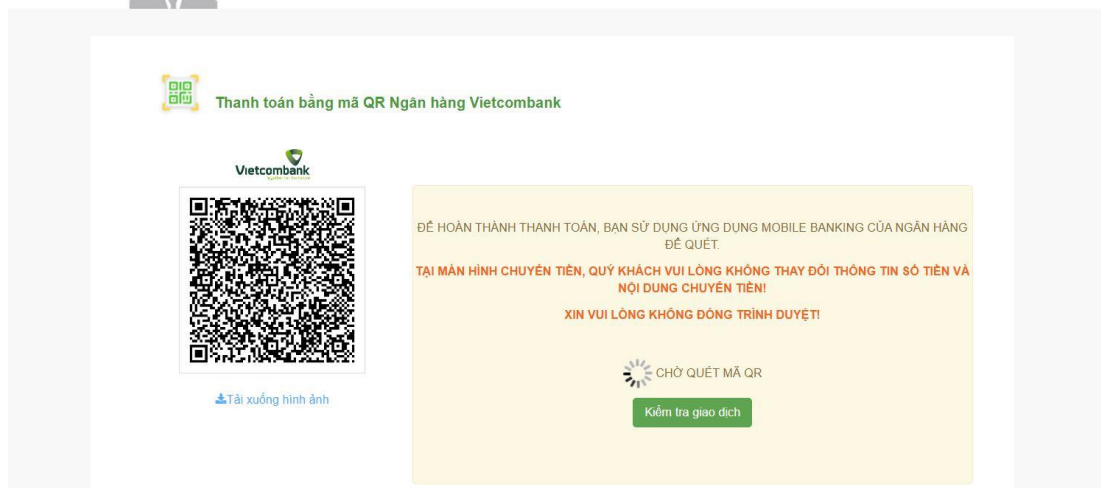 Thanh toán bằng mã QR Ngân hàng Vietcombank
Vietcombank
ĐỂ HOÀN THÀNH THANH TOÁN, BẠN SỬ DỤNG ỨNG DỤNG MOBILE BANKING CỦA NGÂN HÀNG
ĐỂ QUÉT.
TẠI MÀN HÌNH CHUYỂN TIỀN, QUÝ KHÁCH VUI LÒNG KHÔNG THAY ĐỔI THÔNG TIN SỐ TIỀN VÀ
NỘI DUNG CHUYỂN TIỀN!
XIN VUI LÒNG KHÔNG ĐÓNG TRÌNH DUYỆT!
CHỜ QUÉT MÃ QR
Tải xuống hình ảnh
Kiểm tra giao dịch